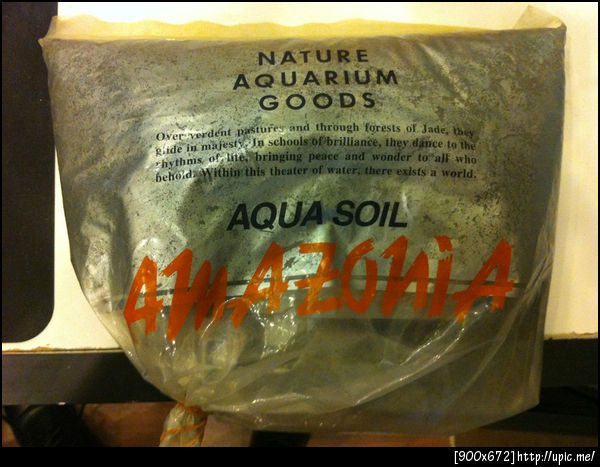 NATURE
AQUARIUM
GOODS
Over verdent pastures and through forests of Jade, they
glide in majesty. In schools of brilliance, they dance to the
rhythms of life, bringing peace and wonder to all who
behold. Within this theater of water, there exists a world.
AQUA SOIL
AMAZONiA
[900x672]http://upic.me/